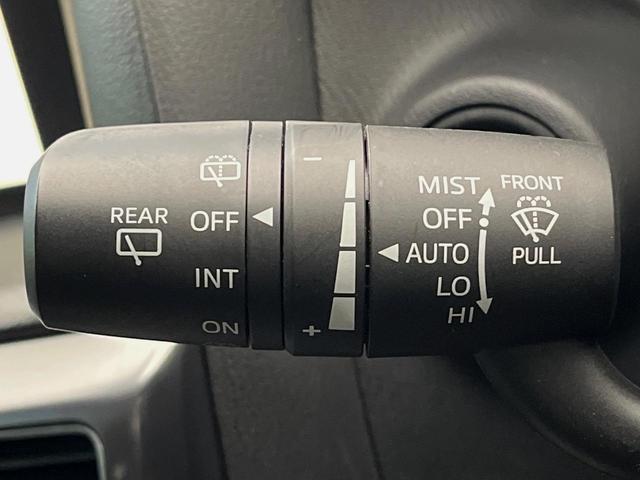 REAR
OFF
INT
ON
−
+
MIST
OFF
AUTO
LO
HI
FRONT
PULL